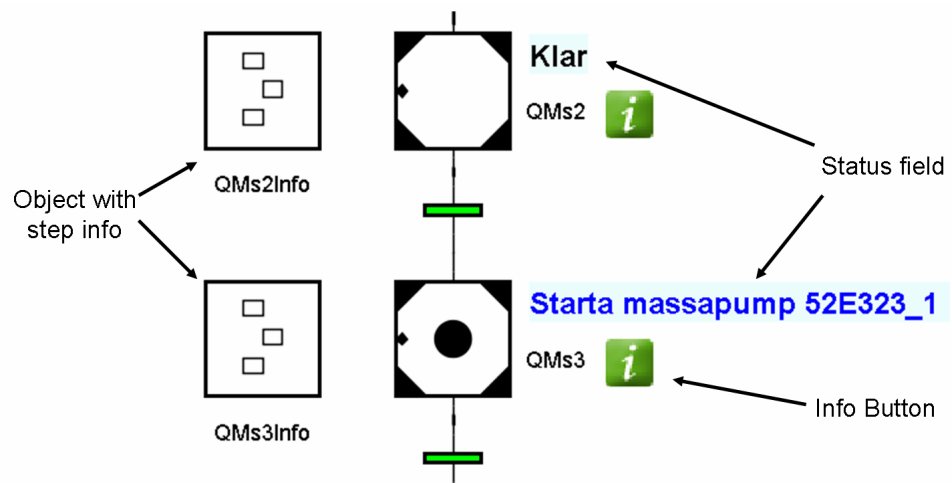 Klar
QMs2
i
QMs2Info
Status field
Object with
step info
Starta massapump 52E323_1
QMs3
i
Info Button
QMs3Info